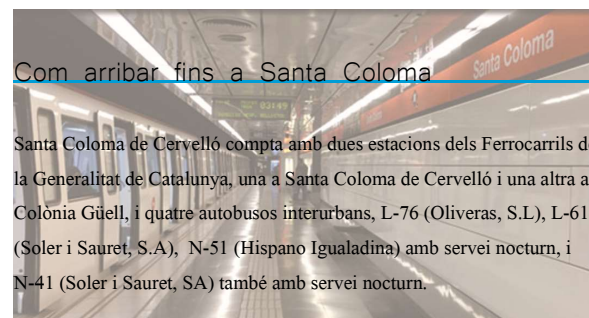 Com arribar fins a Santa Coloma
Santa Coloma
Santa Coloma de Cervelló compta amb dues estacions dels Ferrocarrils
la Generalitat de Catalunya, una a Santa Coloma de Cervelló i una altra a
Colònia Güell, i quatre autobusos interurbans, L-76 (Oliveras, S.L), L-61
(Soler i Sauret, S.A), N-51 (Hispano Igualadina) amb servei nocturn, i
N-41 (Soler i Sauret, SA) també amb servei nocturn.